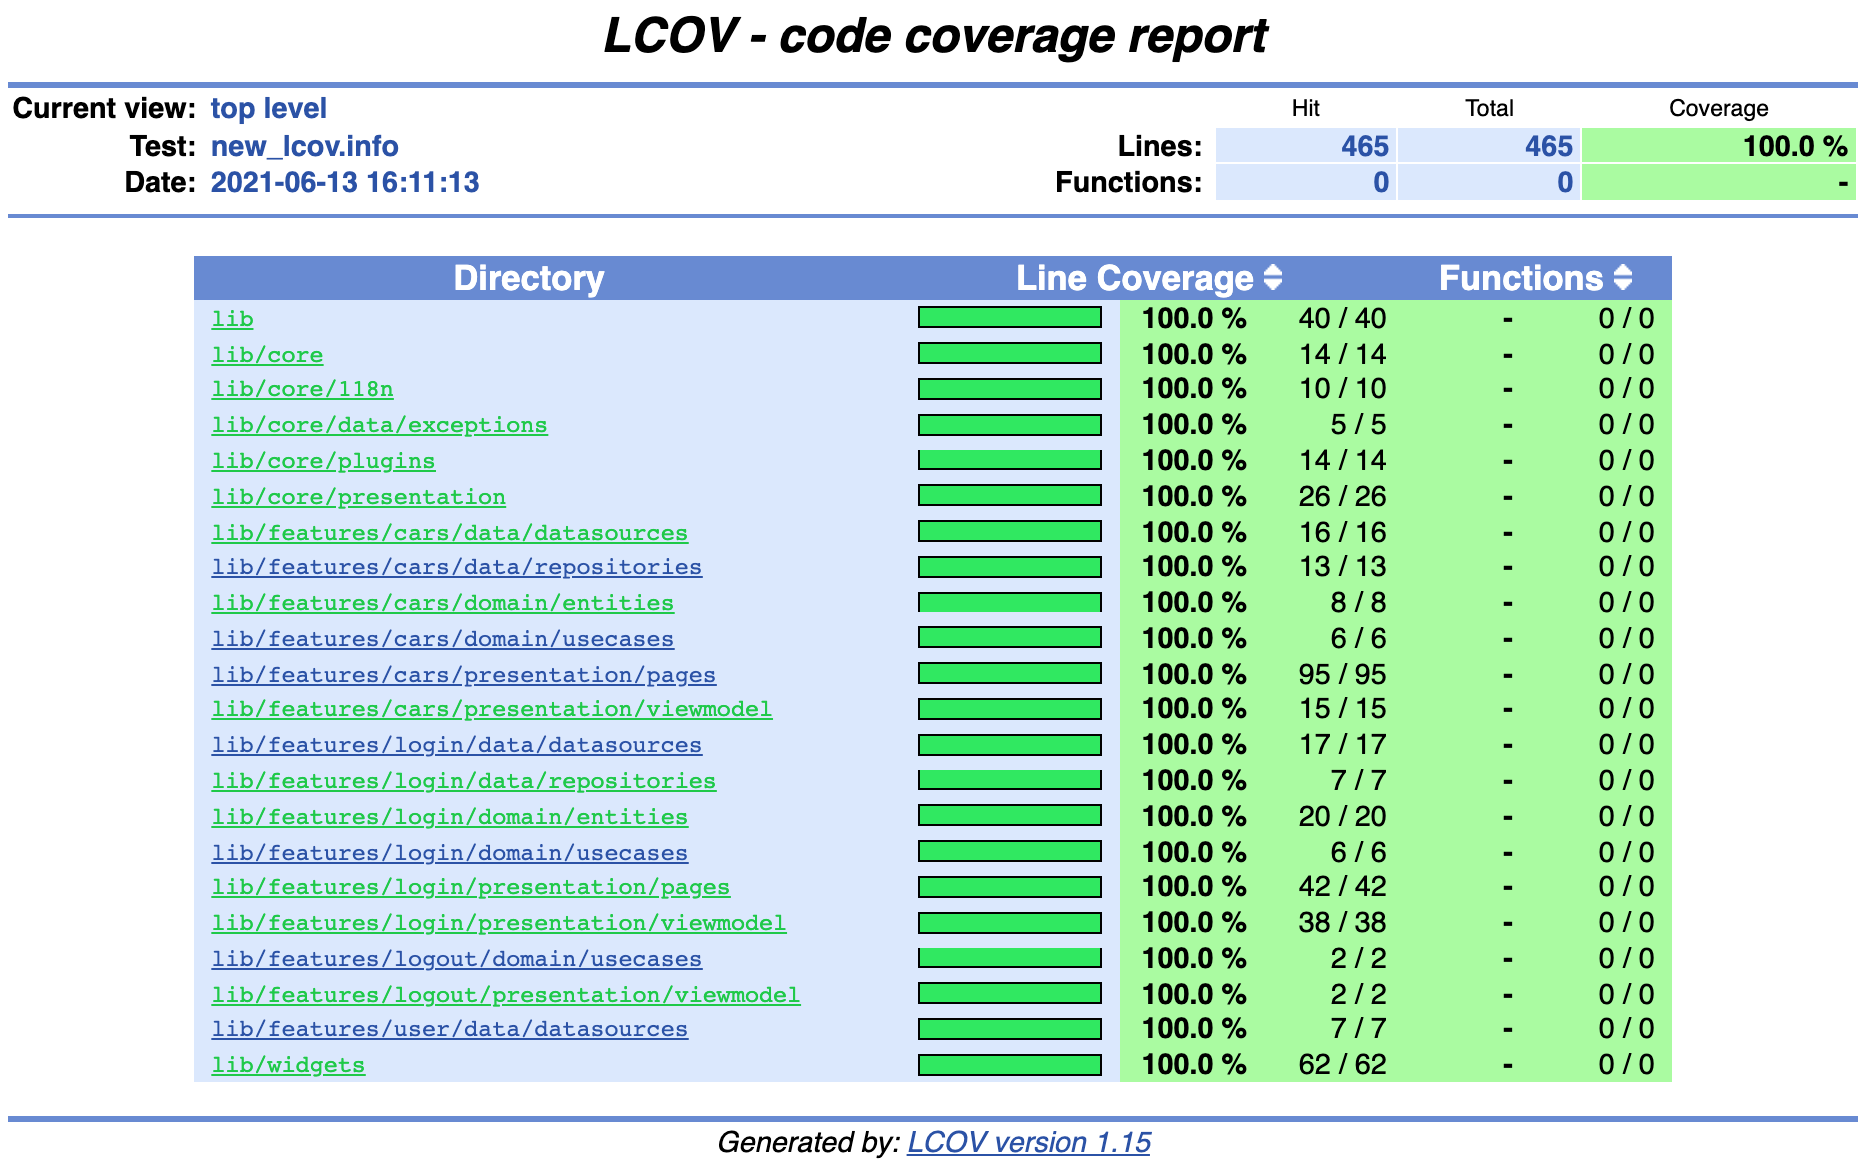 LCOV - code coverage report
Current view: top level Hit Total Coverage
Test: new_lcov.info Lines: 465 465 100.0 %
Date: 2021-06-13 16:11:13 Functions: 0 0 -
Directory Line Coverage Functions
lib 100.0 % 40 / 40 - 0 / 0
lib/core 100.0 % 14 / 14 - 0 / 0
lib/core/l18n 100.0 % 10 / 10 - 0 / 0
lib/core/data/exceptions 100.0 % 5 / 5 - 0 / 0
lib/core/plugins 100.0 % 14 / 14 - 0 / 0
lib/core/presentation 100.0 % 26 / 26 - 0 / 0
lib/features/cars/data/datasources 100.0 % 16 / 16 - 0 / 0
lib/features/cars/data/repositories 100.0 % 13 / 13 - 0 / 0
lib/features/cars/domain/entities 100.0 % 8 / 8 - 0 / 0
lib/features/cars/domain/usecases 100.0 % 6 / 6 - 0 / 0
lib/features/cars/presentation/pages 100.0 % 95 / 95 - 0 / 0
lib/features/cars/presentation/viewmodel 100.0 % 15 / 15 - 0 / 0
lib/features/login/data/datasources 100.0 % 17 / 17 - 0 / 0
lib/features/login/data/repositories 100.0 % 7 / 7 - 0 / 0
lib/features/login/domain/entities 100.0 % 20 / 20 - 0 / 0
lib/features/login/domain/usecases 100.0 % 6 / 6 - 0 / 0
lib/features/login/presentation/pages 100.0 % 42 / 42 - 0 / 0
lib/features/login/presentation/viewmodel 100.0 % 38 / 38 - 0 / 0
lib/features/logout/domain/usecases 100.0 % 2 / 2 - 0 / 0
lib/features/logout/presentation/viewmodel 100.0 % 2 / 2 - 0 / 0
lib/features/user/data/datasources 100.0 % 7 / 7 - 0 / 0
lib/widgets 100.0 % 62 / 62 - 0 / 0
Generated by: LCOV version 1.15